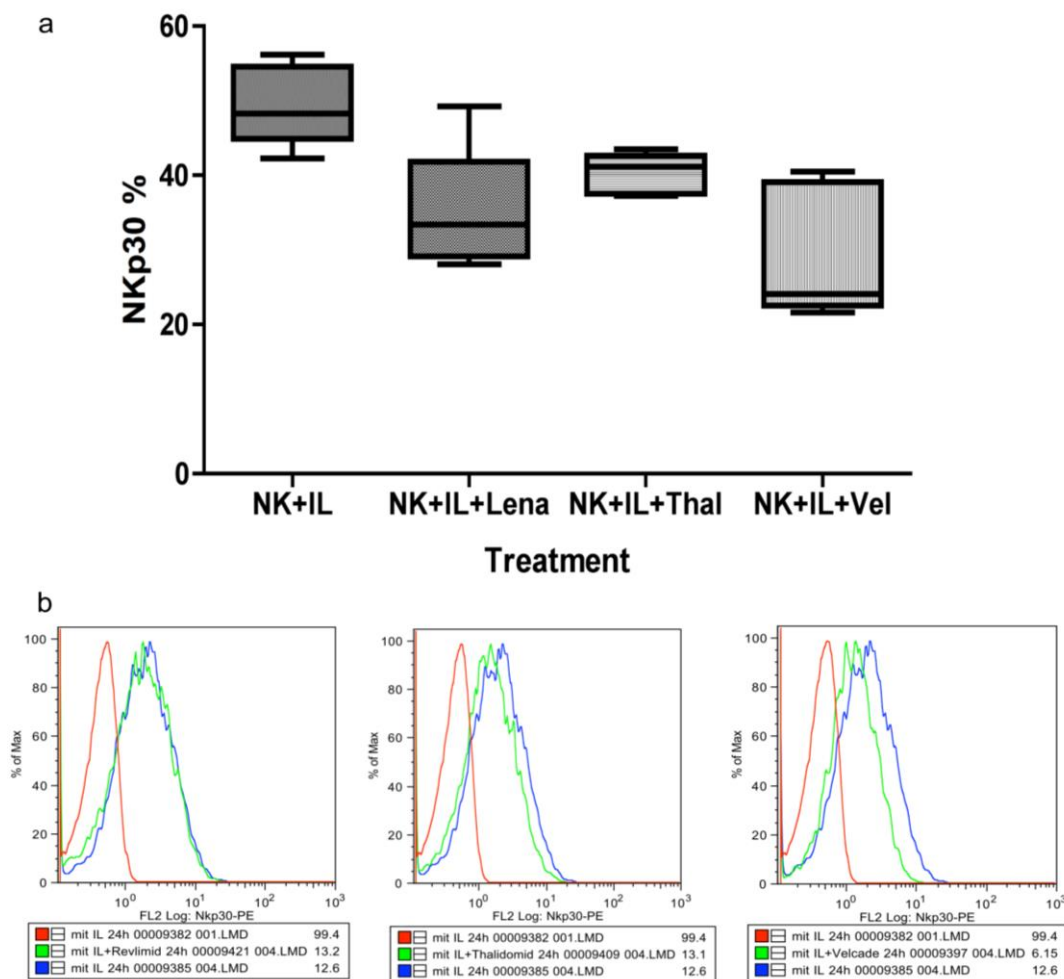 a
NKp30 %
60
40
20
0
NK+IL NK+IL+Lena NK+IL+Thal NK+IL+Vel
Treatment
b
% of Max
100
80
60
40
20
0
10^0 10^1 10^2 10^3
FL2 Log: Nkp30-PE
mit IL 24h 00009382 001.LMD 99.4
mit IL+Revlimid 24h 00009421 004.LMD 13.2
mit IL 24h 00009385 004.LMD 12.6
% of Max
100
80
60
40
20
0
10^0 10^1 10^2 10^3
FL2 Log: Nkp30-PE
mit IL 24h 00009382 001.LMD 99.4
mit IL+Thalidomid 24h 00009409 004.LMD 13.1
mit IL 24h 00009385 004.LMD 12.6
% of Max
100
80
60
40
20
0
10^0 10^1 10^2 10^3
FL2 Log: Nkp30-PE
mit IL 24h 00009382 001.LMD 99.4
mit IL+Velcade 24h 00009397 004.LMD 6.15
mit IL 24h 00009385 004.LMD 12.6